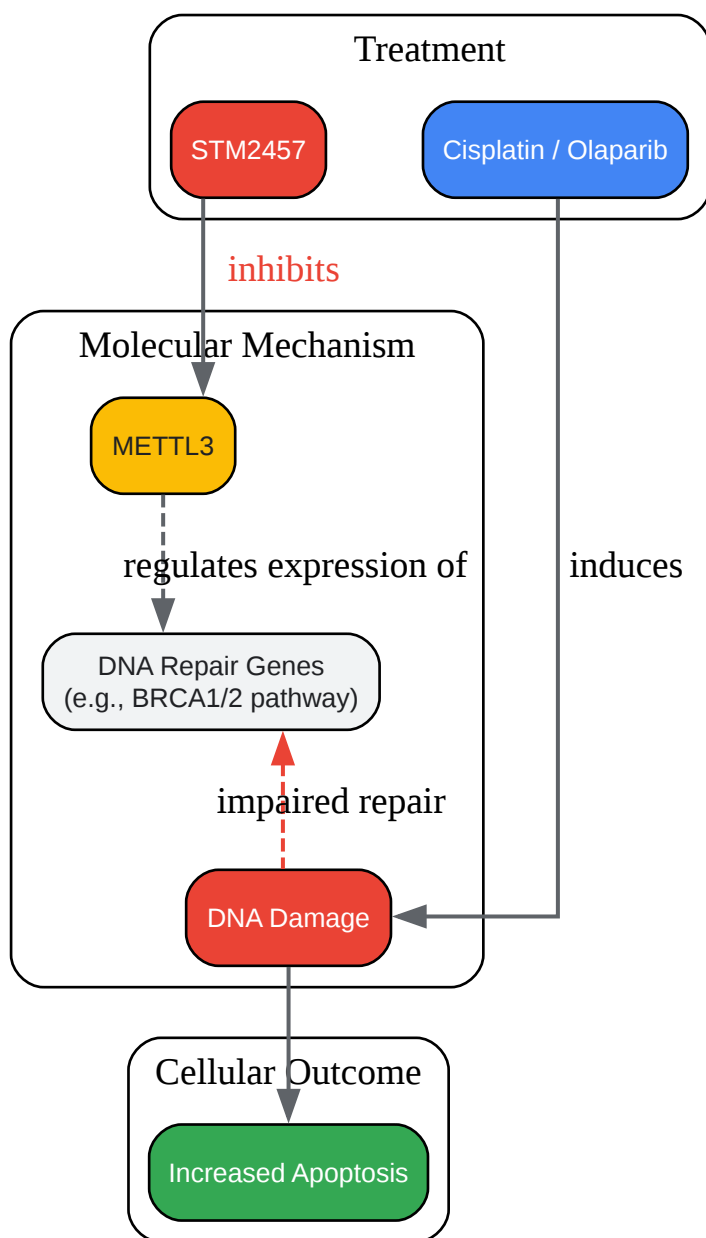 Treatment
STM2457
Cisplatin / Olaparib
inhibits
Molecular Mechanism
METTL3
regulates expression of
induces
DNA Repair Genes
(e.g., BRCA1/2 pathway)
impaired repair
DNA Damage
Cellular Outcome
Increased Apoptosis